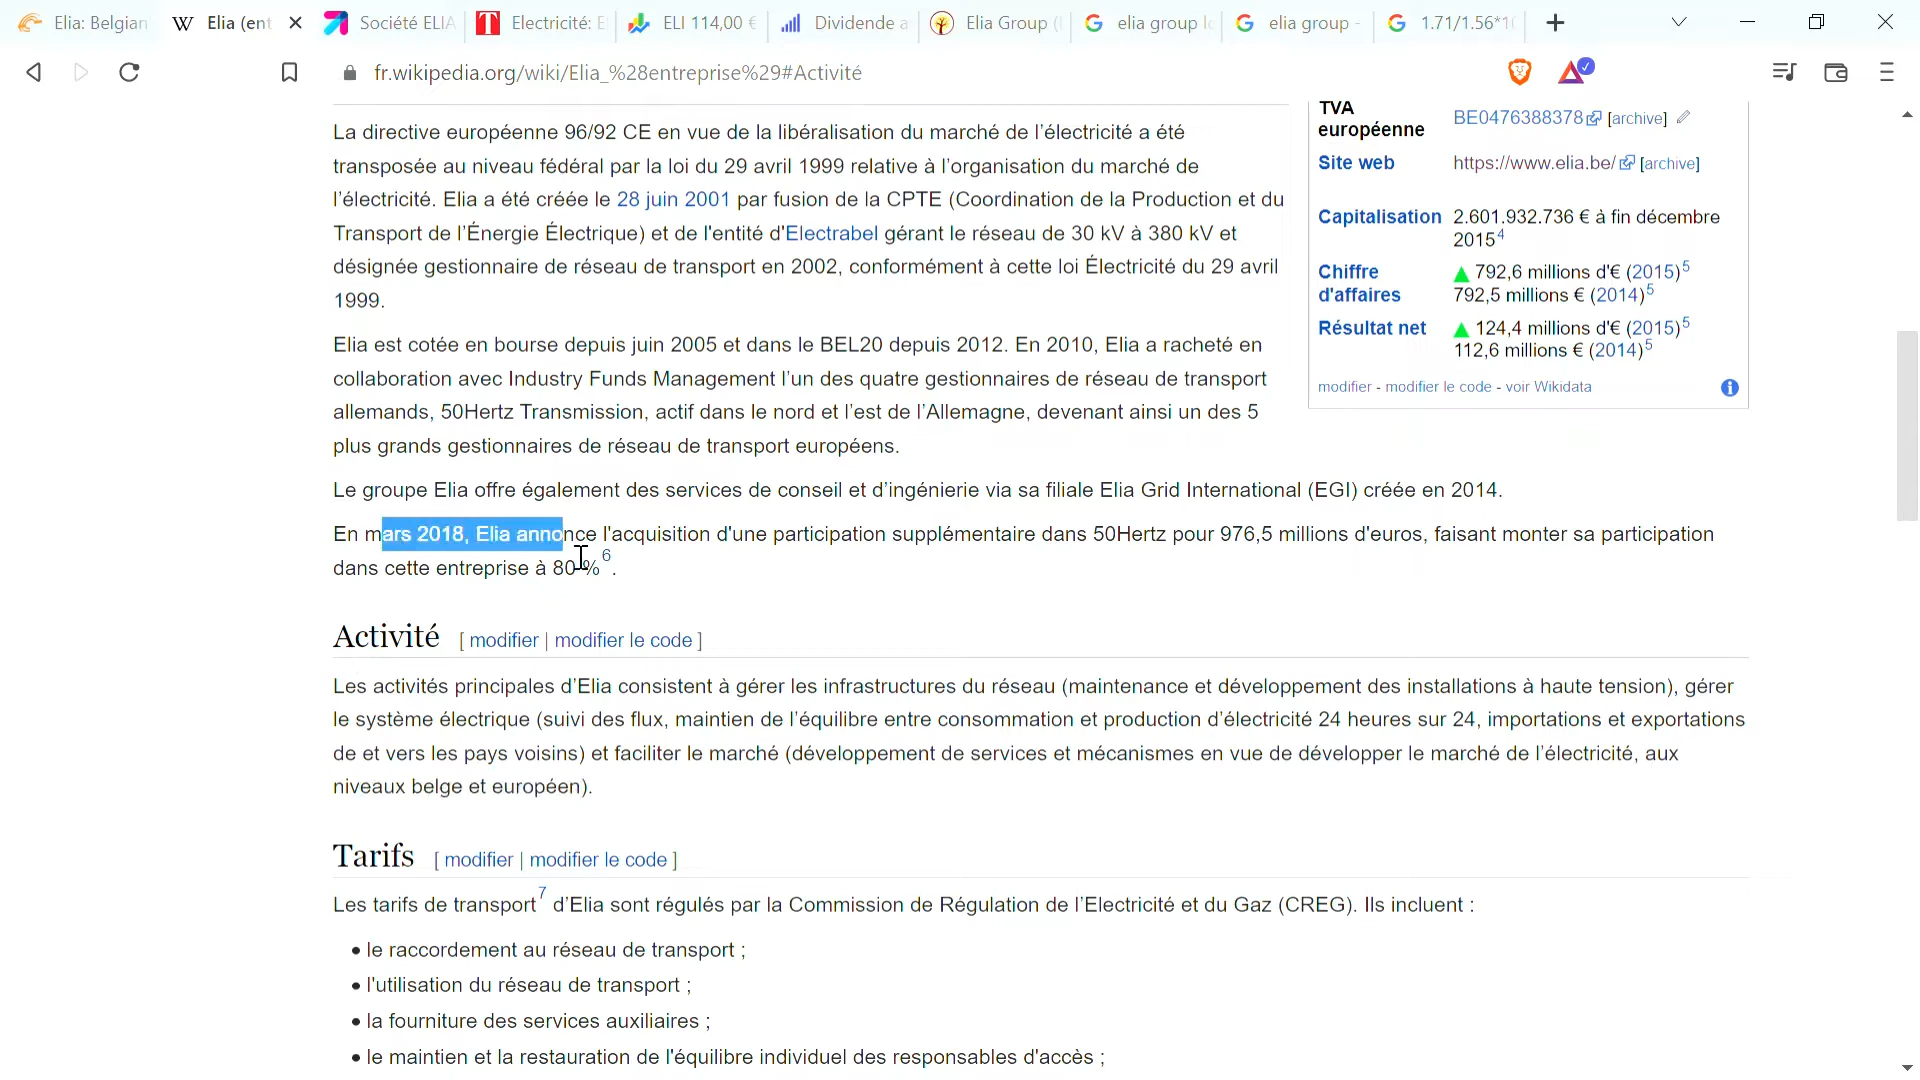 Elia: Belgian
W Elia (ent
Société ELIA
T Electricité: E
ELI 114,00 €
Dividende a
Elia Group (
elia group lo
elia group -
1.71/1.56*10
fr.wikipedia.org/wiki/Elia_%28entreprise%29#Activité
La directive européenne 96/92 CE en vue de la libéralisation du marché de l'électricité a été
transposée au niveau fédéral par la loi du 29 avril 1999 relative à l'organisation du marché de
l'électricité. Elia a été créée le 28 juin 2001 par fusion de la CPTE (Coordination de la Production et du
Transport de l'Énergie Électrique) et de l'entité d'Electrabel gérant le réseau de 30 kV à 380 kV et
désignée gestionnaire de réseau de transport en 2002, conformément à cette loi Électricité du 29 avril
1999.
Elia est cotée en bourse depuis juin 2005 et dans le BEL20 depuis 2012. En 2010, Elia a racheté en
collaboration avec Industry Funds Management l'un des quatre gestionnaires de réseau de transport
allemands, 50Hertz Transmission, actif dans le nord et l'est de l'Allemagne, devenant ainsi un des 5
plus grands gestionnaires de réseau de transport européens.
Le groupe Elia offre également des services de conseil et d'ingénierie via sa filiale Elia Grid International (EGI) créée en 2014.
En mars 2018, Elia annonce l'acquisition d'une participation supplémentaire dans 50Hertz pour 976,5 millions d'euros, faisant monter sa participation
dans cette entreprise à 80 % 6.
TVA
européenne
BE0476388378 [archive]
Site web
https://www.elia.be/ [archive]
Capitalisation
2.601.932.736 € à fin décembre
2015 4
Chiffre
d'affaires
792,6 millions d'€ (2015) 5
792,5 millions € (2014) 5
Résultat net
124,4 millions d'€ (2015) 5
112,6 millions € (2014) 5
modifier - modifier le code - voir Wikidata
Activité [ modifier | modifier le code ]
Les activités principales d'Elia consistent à gérer les infrastructures du réseau (maintenance et développement des installations à haute tension), gérer
le système électrique (suivi des flux, maintien de l'équilibre entre consommation et production d'électricité 24 heures sur 24, importations et exportations
de et vers les pays voisins) et faciliter le marché (développement de services et mécanismes en vue de développer le marché de l'électricité, aux
niveaux belge et européen).
Tarifs [ modifier | modifier le code ]
Les tarifs de transport 7 d'Elia sont régulés par la Commission de Régulation de l'Electricité et du Gaz (CREG). Ils incluent :
• le raccordement au réseau de transport ;
• l'utilisation du réseau de transport ;
• la fourniture des services auxiliaires ;
• le maintien et la restauration de l'équilibre individuel des responsables d'accès ;